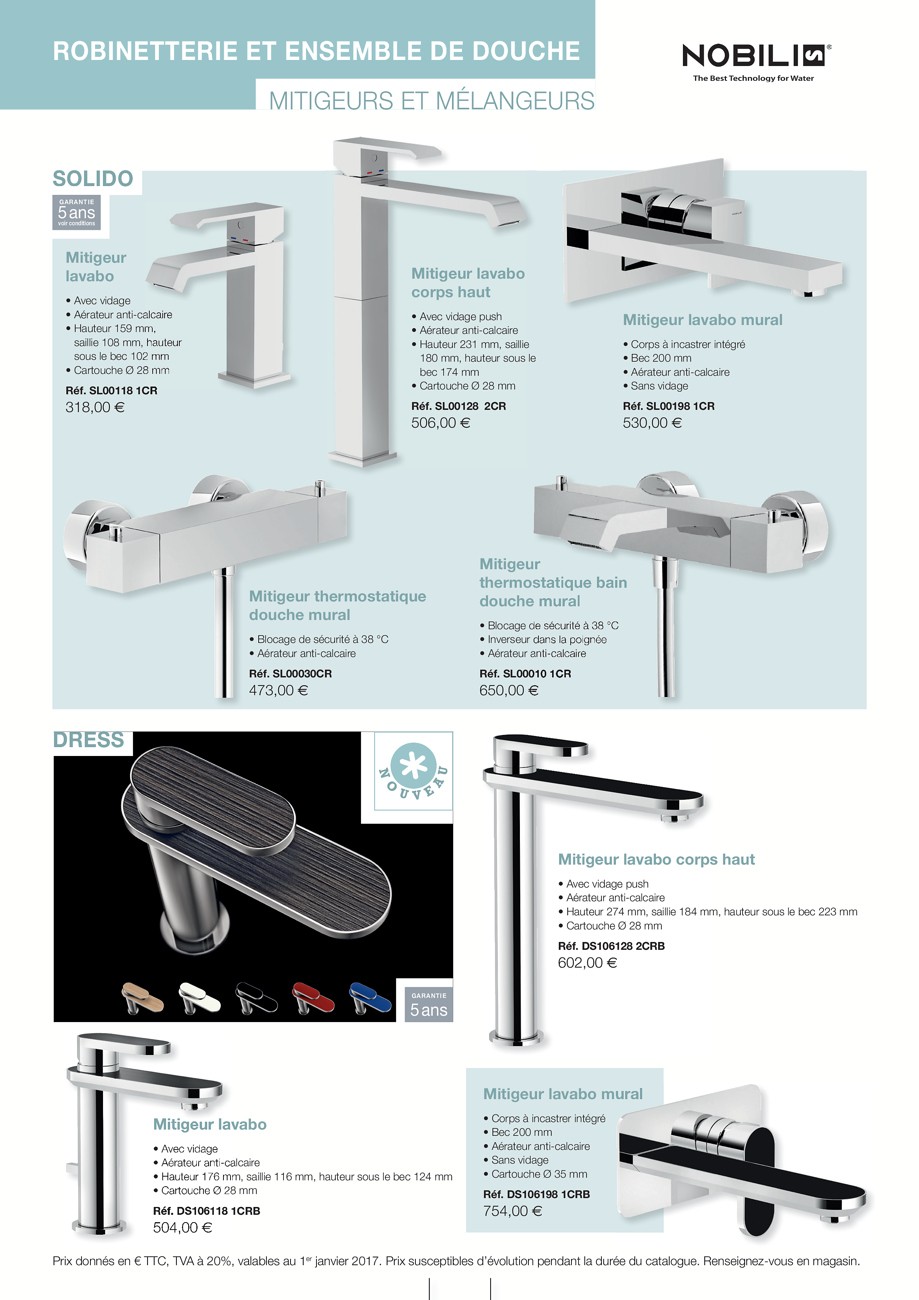 ROBINETTERIE ET ENSEMBLE DE DOUCHE
NOBILI S®
The Best Technology for Water
MITIGEURS ET MÉLANGEURS
SOLIDO
GARANTIE
5 ans
voir conditions
Mitigeur
lavabo
• Avec vidage
• Aérateur anti-calcaire
• Hauteur 159 mm,
saillie 108 mm, hauteur
sous le bec 102 mm
• Cartouche Ø 28 mm
Réf. SL00118 1CR
318,00 €
Mitigeur lavabo
corps haut
• Avec vidage push
• Aérateur anti-calcaire
• Hauteur 231 mm, saillie
180 mm, hauteur sous le
bec 174 mm
• Cartouche Ø 28 mm
Réf. SL00128 2CR
506,00 €
Mitigeur lavabo mural
• Corps à incastrer intégré
• Bec 200 mm
• Aérateur anti-calcaire
• Sans vidage
Réf. SL00198 1CR
530,00 €
Mitigeur thermostatique
douche mural
• Blocage de sécurité à 38 °C
• Aérateur anti-calcaire
Réf. SL00030CR
473,00 €
Mitigeur
thermostatique bain
douche mural
• Blocage de sécurité à 38 °C
• Inverseur dans la poignée
• Aérateur anti-calcaire
Réf. SL00010 1CR
650,00 €
DRESS
NOUVEAU
GARANTIE
5 ans
Mitigeur lavabo corps haut
• Avec vidage push
• Aérateur anti-calcaire
• Hauteur 274 mm, saillie 184 mm, hauteur sous le bec 223 mm
• Cartouche Ø 28 mm
Réf. DS106128 2CRB
602,00 €
Mitigeur lavabo
• Avec vidage
• Aérateur anti-calcaire
• Hauteur 176 mm, saillie 116 mm, hauteur sous le bec 124 mm
• Cartouche Ø 28 mm
Réf. DS106118 1CRB
504,00 €
Mitigeur lavabo mural
• Corps à incastrer intégré
• Bec 200 mm
• Aérateur anti-calcaire
• Sans vidage
• Cartouche Ø 35 mm
Réf. DS106198 1CRB
754,00 €
Prix donnés en € TTC, TVA à 20%, valables au 1er janvier 2017. Prix susceptibles d'évolution pendant la durée du catalogue. Renseignez-vous en magasin.